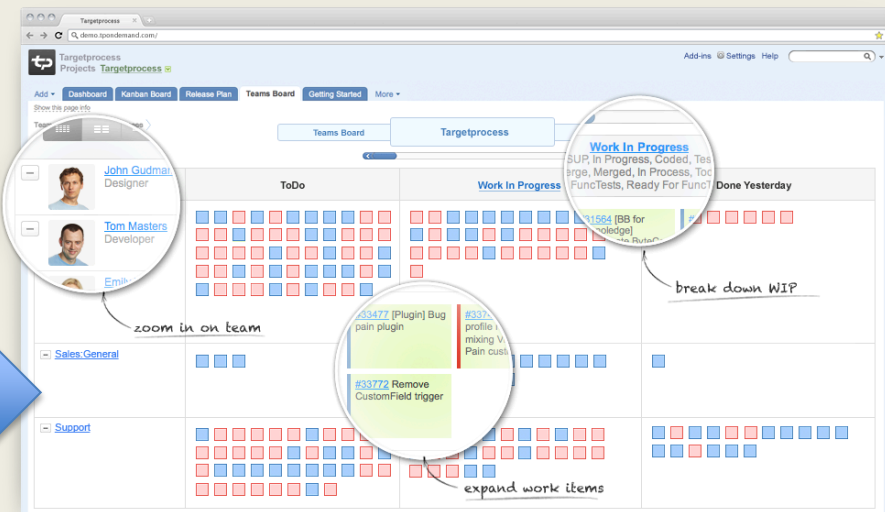 Targetprocess
demo.tpondemand.com/
tp
Targetprocess
Projects Targetprocess
Add-ins Settings Help
Add Dashboard Kanban Board Release Plan Teams Board Getting Started More
Show this page info
Teams Board
Targetprocess
John Gudman
Designer
Tom Masters
Developer
Emily
ToDo
Work In Progress
Done Yesterday
Work In Progress
SUP, In Progress, Coded,
Merged, In Process,
FuncTests, Ready For
#31564 [BB for
break down WIP
zoom in on team
#33477 [Plugin] Bug
pain plugin
profile
mixing
Pain
#33772 Remove
CustomField trigger
Sales:General
Support
expand work items